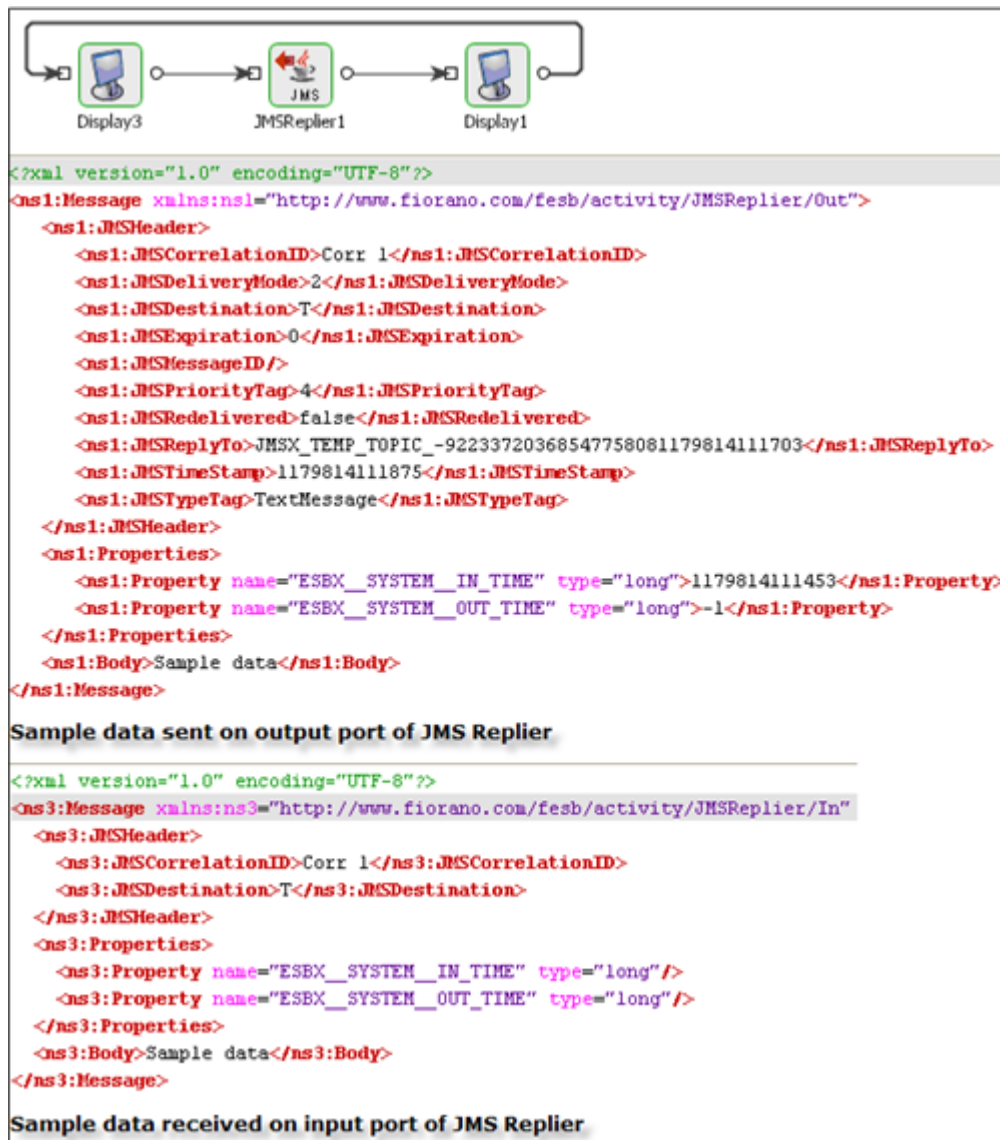 JMS
Display3 JMSReplier1 Display1
<?xml version="1.0" encoding="UTF-8"?>
<ns1:Message xmlns:ns1="http://www.fiorano.com/fesb/activity/JMSReplier/Out">
<ns1:JMSHeader>
<ns1:JMSCorrelationID>Corr 1</ns1:JMSCorrelationID>
<ns1:JMSDeliveryMode>2</ns1:JMSDeliveryMode>
<ns1:JMSDestination>T</ns1:JMSDestination>
<ns1:JMSExpiration>0</ns1:JMSExpiration>
<ns1:JMSMessageID/>
<ns1:JMSPriorityTag>4</ns1:JMSPriorityTag>
<ns1:JMSRedelivered>false</ns1:JMSRedelivered>
<ns1:JMSReplyTo>JMSX_TEMP_TOPIC_-92233720368547758081179814111703</ns1:JMSReplyTo>
<ns1:JMSTimeStamp>1179814111875</ns1:JMSTimeStamp>
<ns1:JMSTypeTag>TextMessage</ns1:JMSTypeTag>
</ns1:JMSHeader>
<ns1:Properties>
<ns1:Property name="ESBX__SYSTEM__IN_TIME" type="long">1179814111453</ns1:Property>
<ns1:Property name="ESBX__SYSTEM__OUT_TIME" type="long">-1</ns1:Property>
</ns1:Properties>
<ns1:Body>Sample data</ns1:Body>
</ns1:Message>
Sample data sent on output port of JMS Replier
<?xml version="1.0" encoding="UTF-8"?>
<ns3:Message xmlns:ns3="http://www.fiorano.com/fesb/activity/JMSReplier/In"
<ns3:JMSHeader>
<ns3:JMSCorrelationID>Corr 1</ns3:JMSCorrelationID>
<ns3:JMSDestination>T</ns3:JMSDestination>
</ns3:JMSHeader>
<ns3:Properties>
<ns3:Property name="ESBX__SYSTEM__IN_TIME" type="long"/>
<ns3:Property name="ESBX__SYSTEM__OUT_TIME" type="long"/>
</ns3:Properties>
<ns3:Body>Sample data</ns3:Body>
</ns3:Message>
Sample data received on input port of JMS Replier